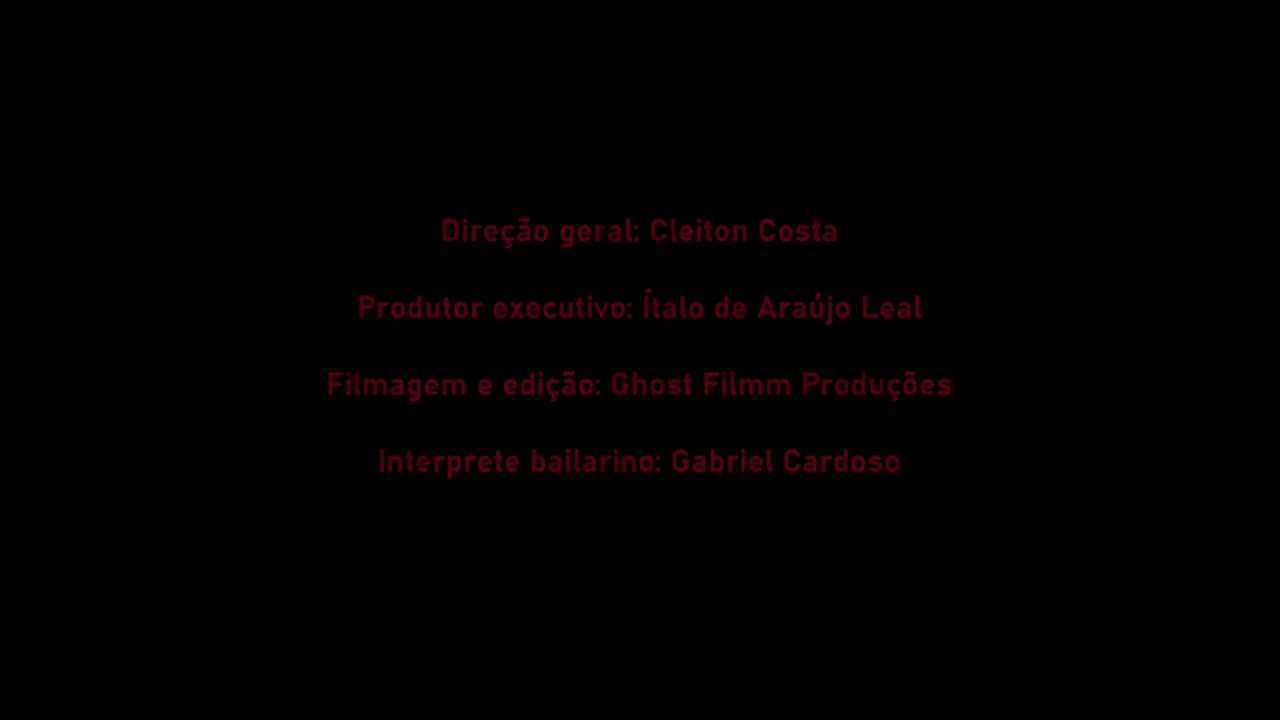 Direção geral: Cleiton Costa
Produtor executivo: Ítalo de Araújo Leal
Filmagem e edição: Ghost Filmm Produções
Interprete bailarino: Gabriel Cardoso